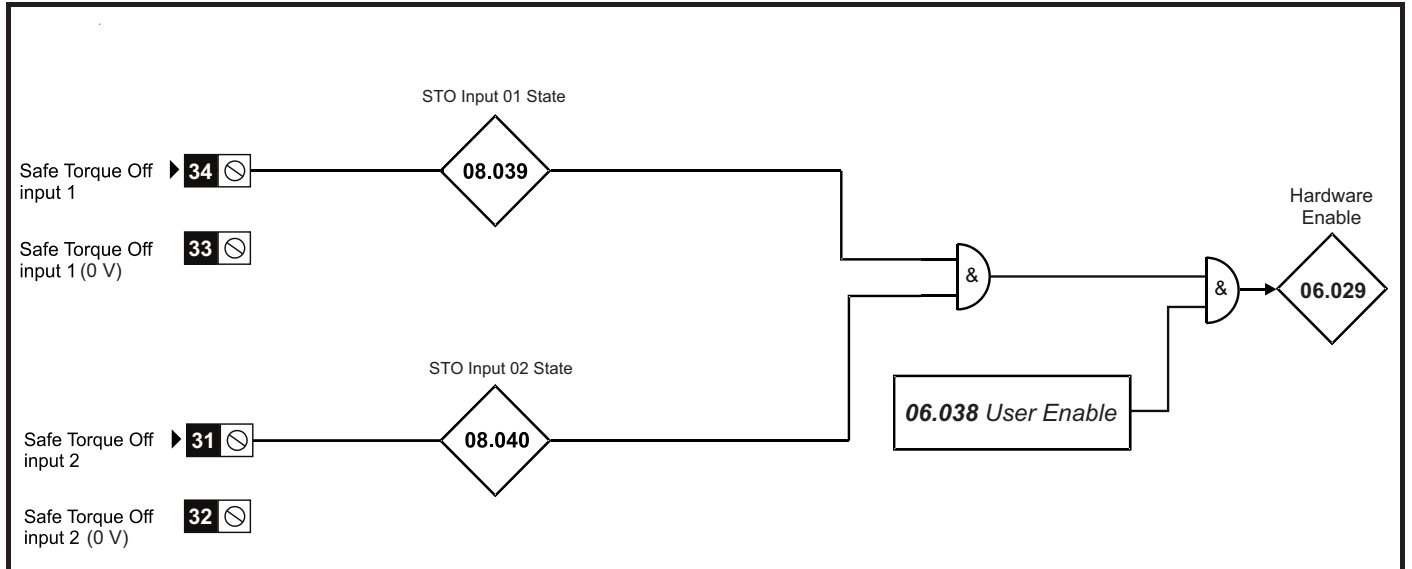 STO Input 01 State
Safe Torque Off
input 1
34
08.039
Safe Torque Off
input 1 (0 V)
33
&
&
Hardware
Enable
06.029
STO Input 02 State
06.038 User Enable
Safe Torque Off
input 2
31
08.040
Safe Torque Off
input 2 (0 V)
32